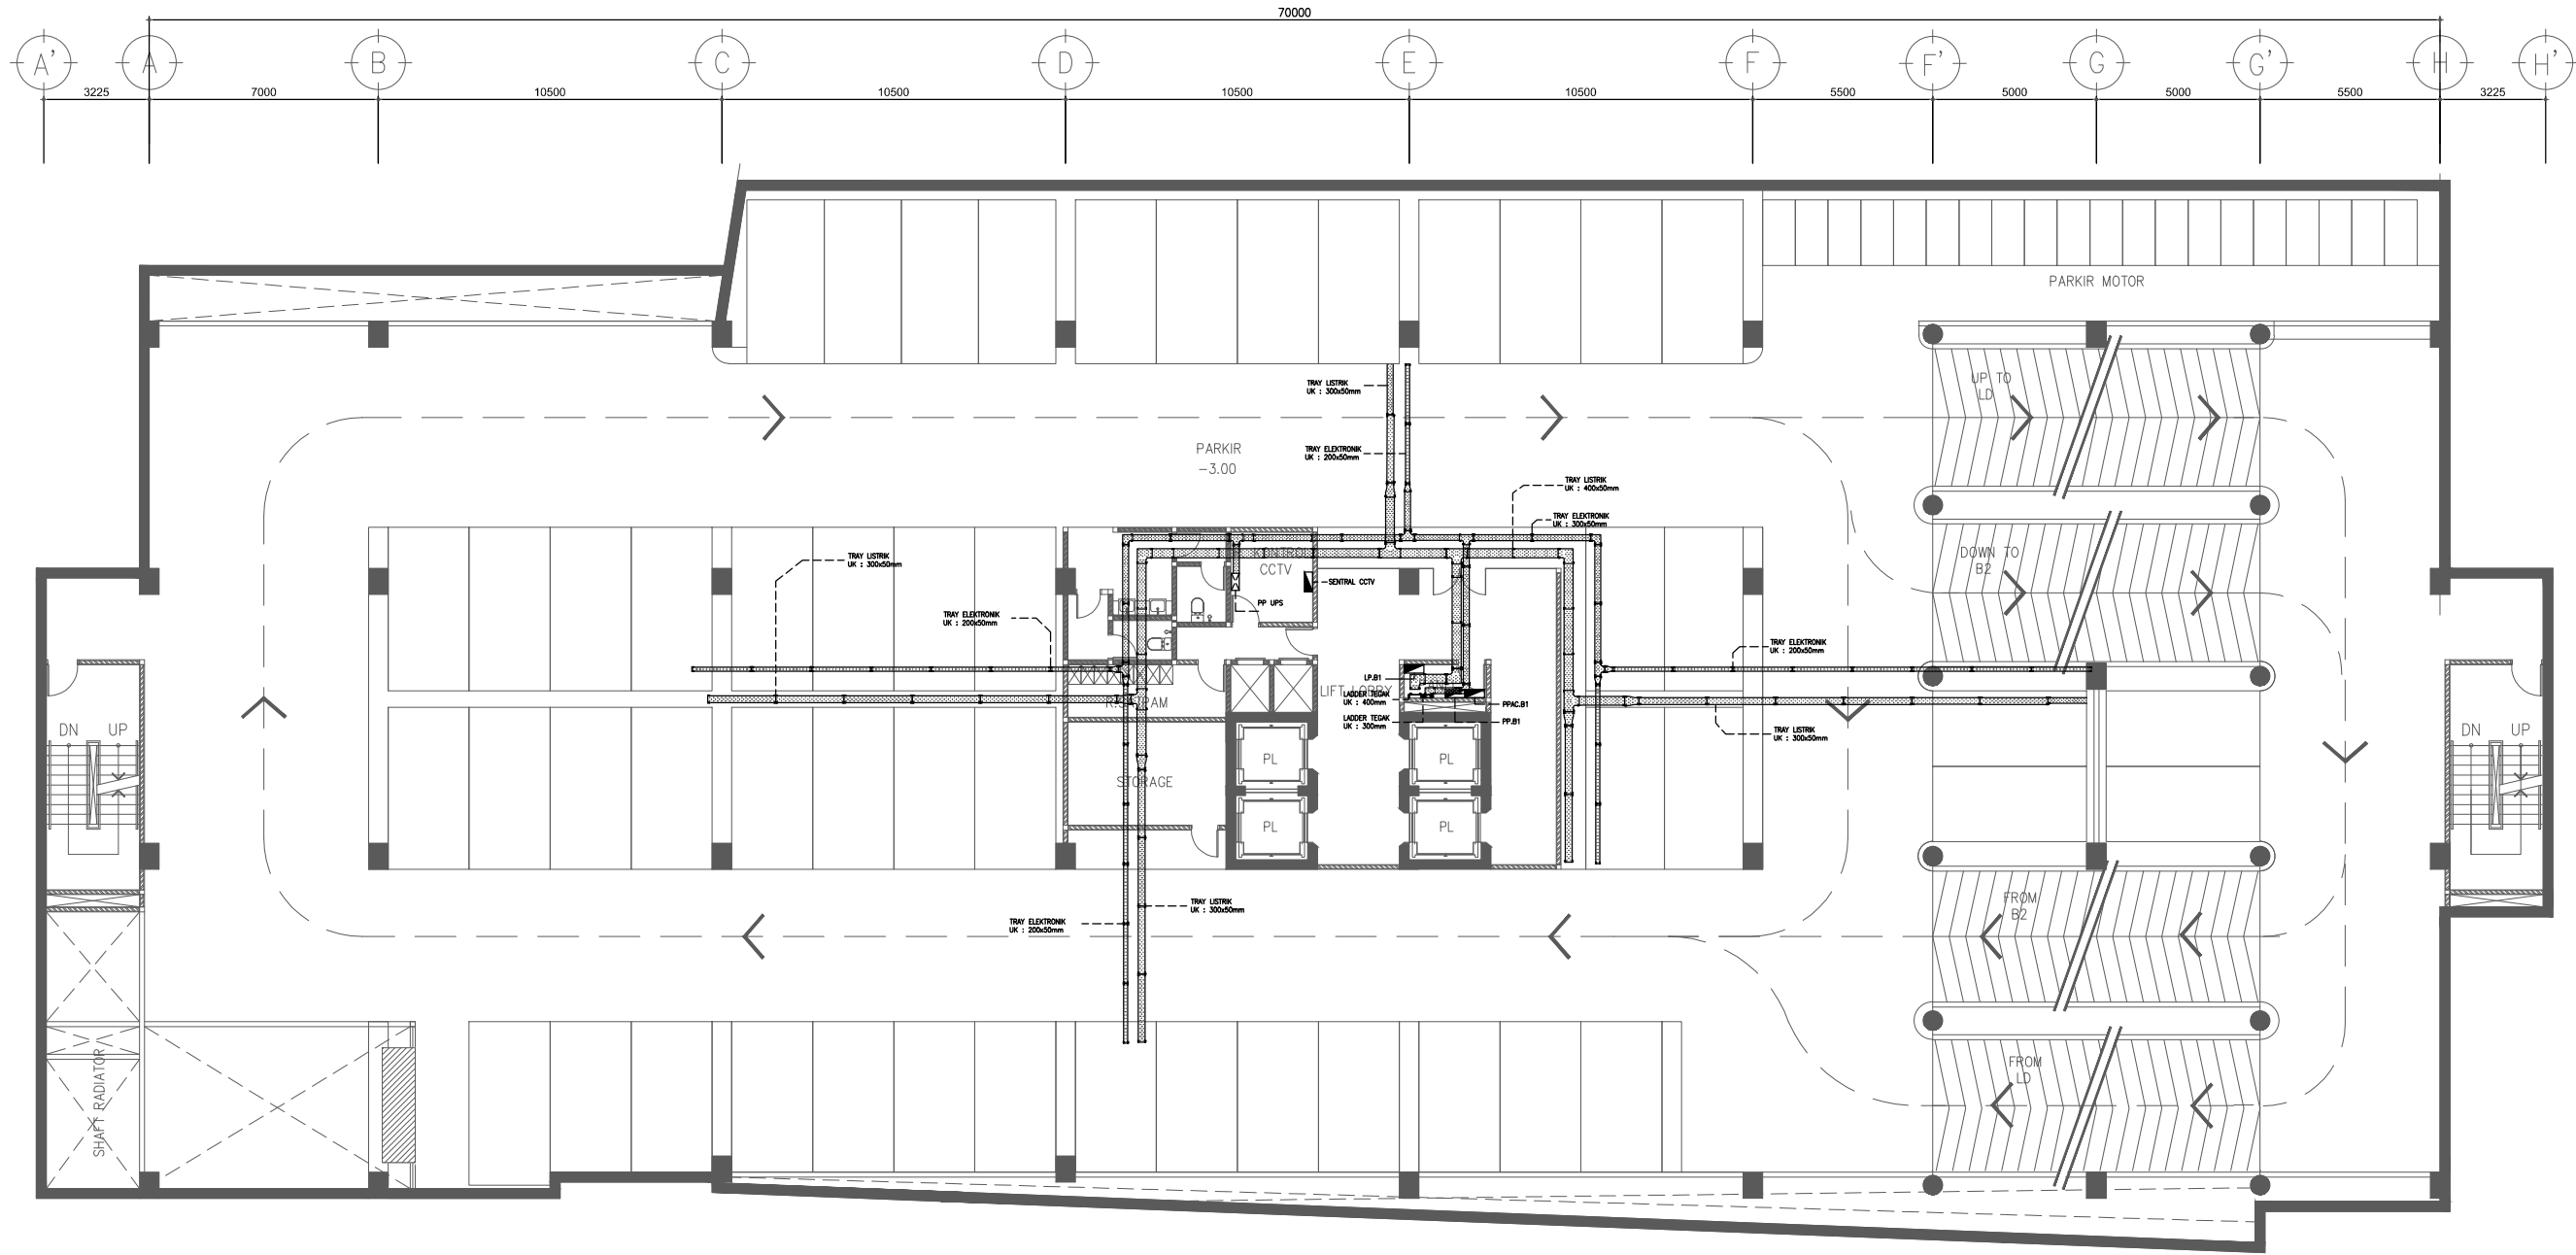 70000
A'
A
B
C
D
E
F
F'
G
G'
H
H'
3225
7000
10500
10500
10500
10500
5500
5000
5000
5500
3225
PARKIR MOTOR
UP TO
LD
TRAY LISTRIK
UK : 300x50mm
PARKIR
-3.00
TRAY ELEKTRONIK
UK : 200x50mm
TRAY LISTRIK
UK : 400x50mm
TRAY ELEKTRONIK
UK : 300x50mm
TRAY LISTRIK
UK : 300x50mm
KONTROL
CCTV
SENTRAL CCTV
PP UPS
DOWN TO
B2
TRAY ELEKTRONIK
UK : 200x50mm
TRAY ELEKTRONIK
UK : 200x50mm
LP.B1
LIFT LOBBY
LADDER TEGAK
UK : 400mm
PPAC.B1
LADDER TEGAK
UK : 300mm
PP.B1
TRAY LISTRIK
UK : 300x50mm
DN
UP
DN
UP
PL
PL
STORAGE
PL
PL
TRAY LISTRIK
UK : 300x50mm
TRAY ELEKTRONIK
UK : 200x50mm
FROM
B2
FROM
LD
SHAFT RADIATOR